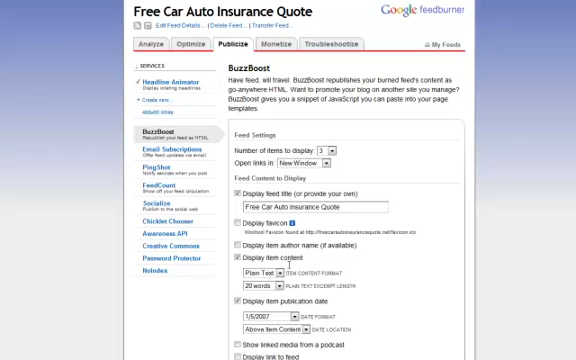 Free Car Auto Insurance Quote
Google feedburner
Edit Feed Details... | Delete Feed... | Transfer Feed...
Analyze Optimize Publicize Monetize Troubleshootize
My Feeds
SERVICES
Headline Animator
Display rotating headlines
Create new...
468x60 White
BuzzBoost
Republish your feed as HTML
Email Subscriptions
Offer feed updates via email
PingShot
Notify services when you post
FeedCount
Show off your feed circulation
Socialize
Publish to the social web
Chicklet Chooser
Awareness API
Creative Commons
Password Protector
NoIndex
BuzzBoost
Have feed, will travel. BuzzBoost republishes your burned feed's content as
go-anywhere HTML. Want to promote your blog on another site you manage?
BuzzBoost gives you a snippet of JavaScript you can paste into your page
templates.
Feed Settings
Number of items to display: 3
Open links in: New Window
Feed Content to Display
Display feed title (or provide your own)
Free Car Auto Insurance Quote
Display favicon
Woohoo! Favicon found at http://freecarautoinsurancequote.net/favicon.ico
Display item author name (if available)
Display item content
Plain Text ITEM CONTENT FORMAT
20 words PLAIN TEXT EXCERPT LENGTH
Display item publication date
1/5/2007 DATE FORMAT
Above Item Content DATE LOCATION
Show linked media from a podcast
Display link to feed